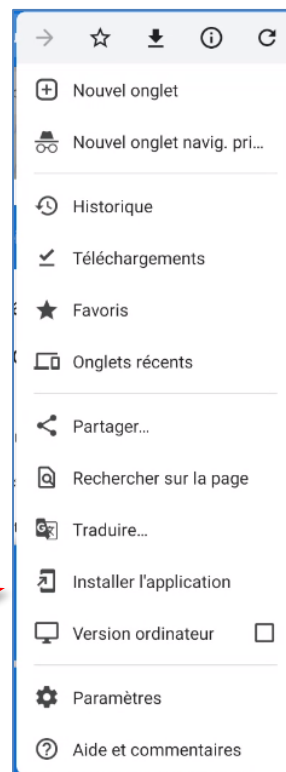 Nouvel onglet
Nouvel onglet navig. pri...
Historique
Téléchargements
Favoris
Onglets récents
Partager...
Rechercher sur la page
Traduire...
Installer l'application
Version ordinateur
Paramètres
Aide et commentaires